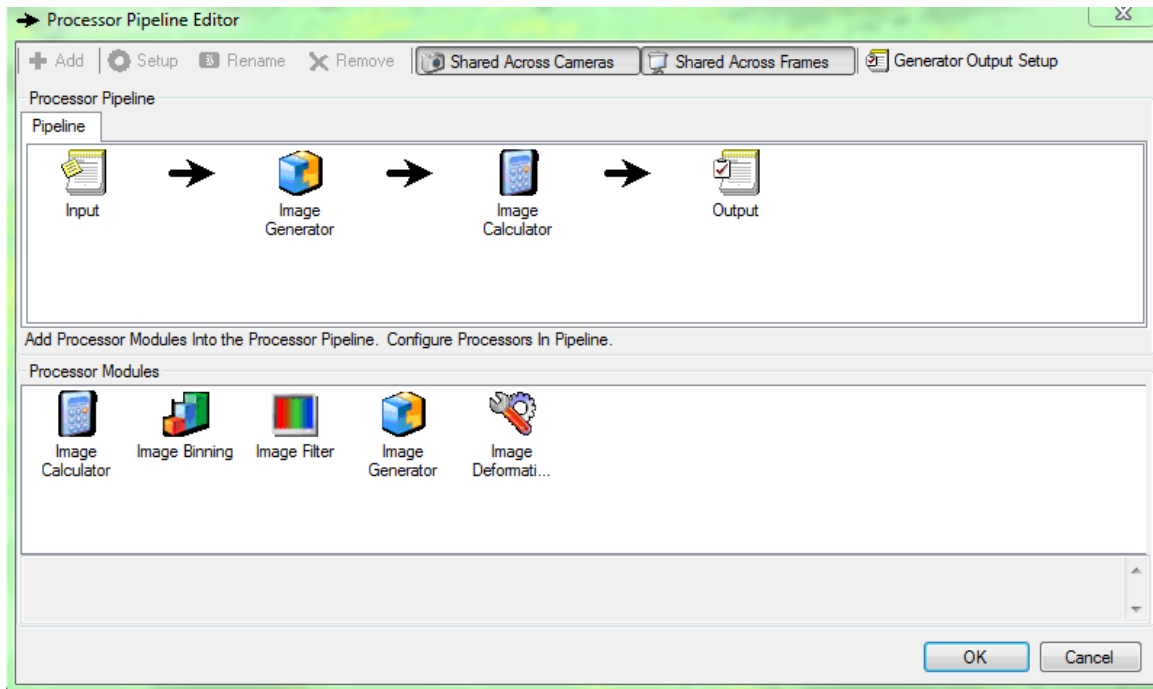 Processor Pipeline Editor
Add Setup Rename Remove Shared Across Cameras Shared Across Frames Generator Output Setup
Processor Pipeline
Pipeline
Input Image Generator Image Calculator Output
Add Processor Modules Into the Processor Pipeline. Configure Processors In Pipeline.
Processor Modules
Image Calculator Image Binning Image Filter Image Generator Image Deformati...
OK Cancel